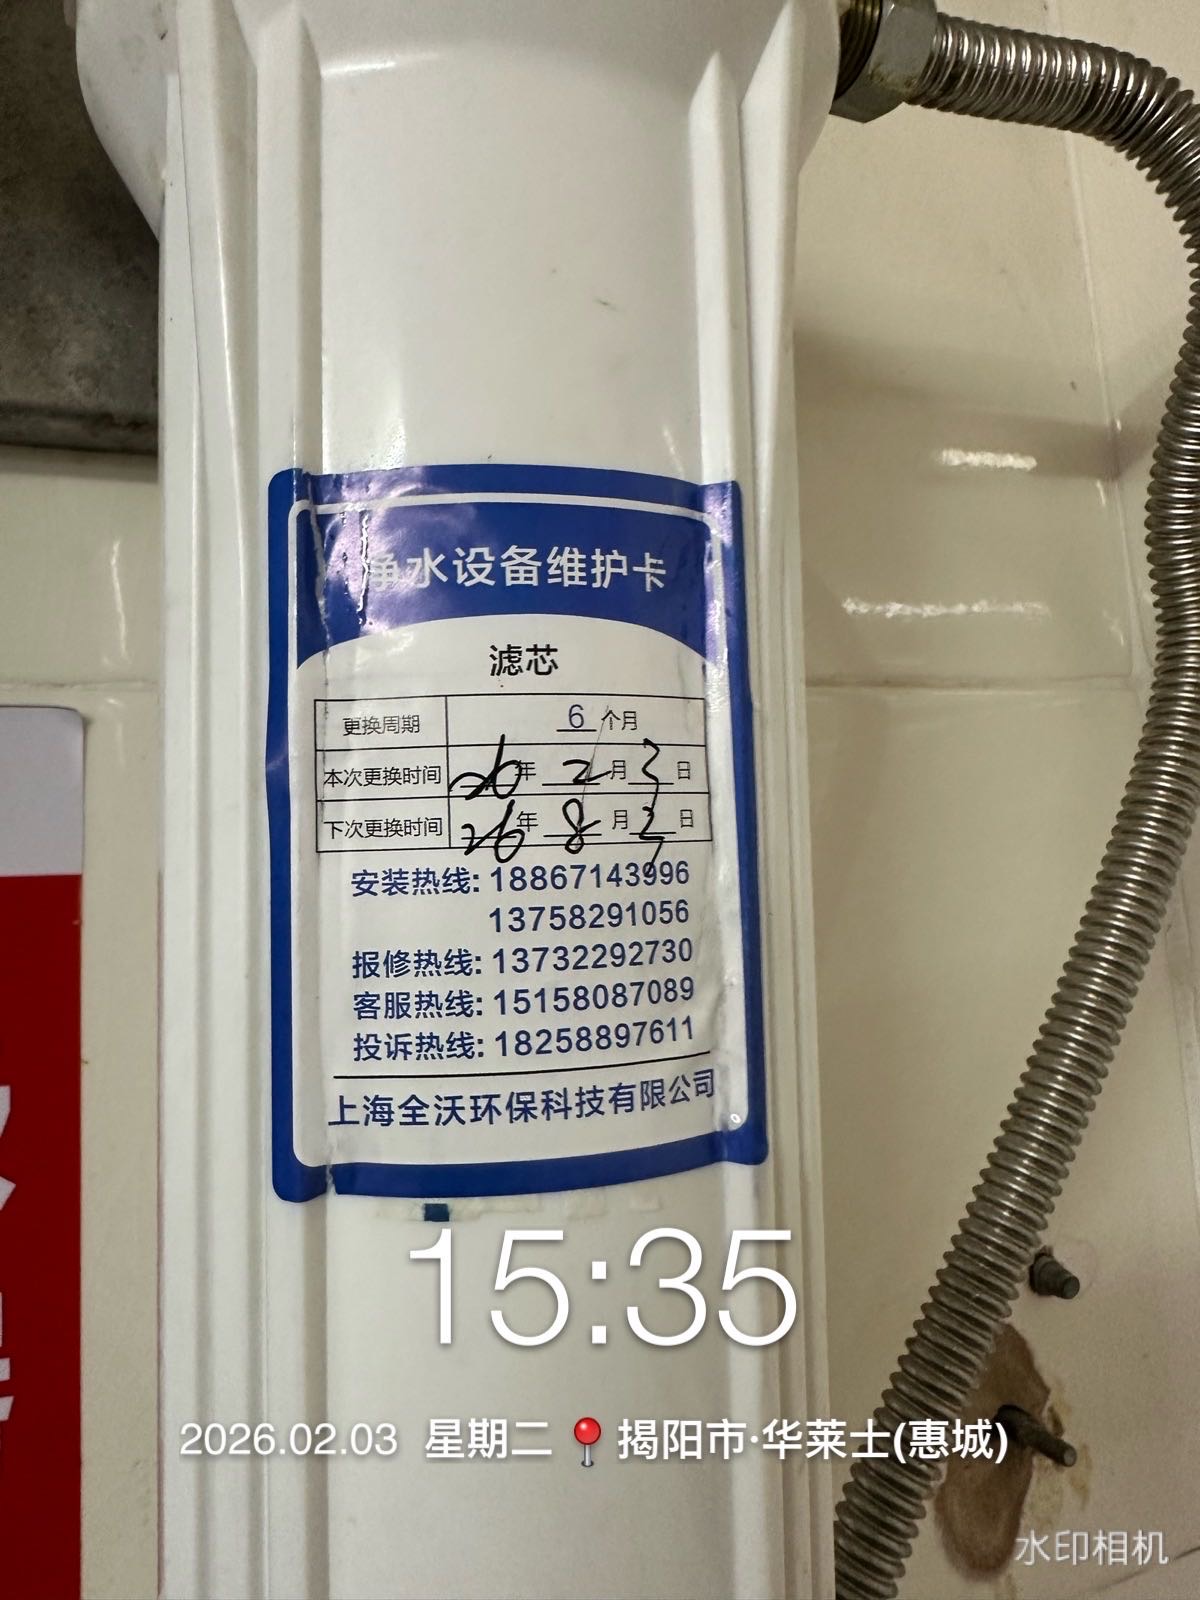 净水设备维护卡
滤芯
更换周期 6 个月
本次更换时间 26年 2月 3日
下次更换时间 26年 8月 3日
安装热线: 18867143996
13758291056
报修热线: 13732292730
客服热线: 15158087089
投诉热线: 18258897611
上海全沃环保科技有限公司
15:35
2026.02.03 星期二 📍揭阳市·华莱士(惠城)
水印相机